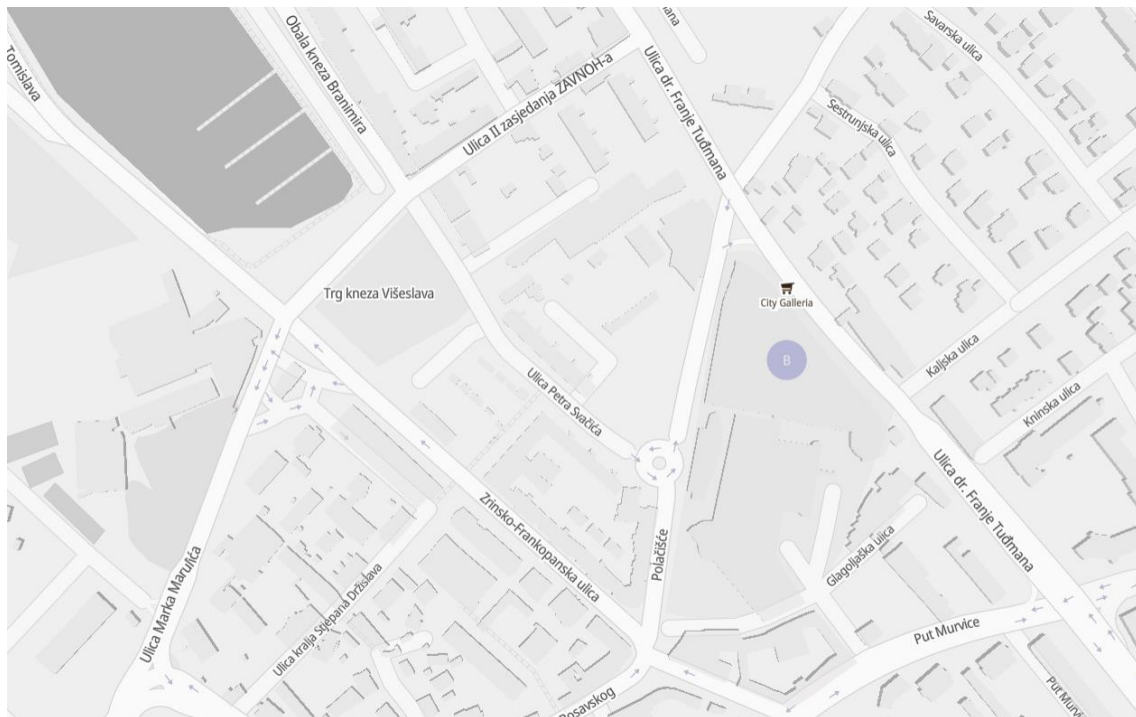 Tomislava
Obala kneza Branimira
Ulica II zasjedanja ZAVNOH-a
Ulica dr. Franje Tuđmana
Savarska ulica
Sestrunjska ulica
Trg kneza Višeslava
City Galleria
B
Kaljska ulica
Kninska ulica
Ulica Petra Svačića
Ulica dr. Franje Tuđmana
Zrinsko-Frankopanska ulica
Polačišće
Glagoljaška ulica
Ulica Marka Marulića
Ulica kralja Stjepana Držislava
Put Murvice